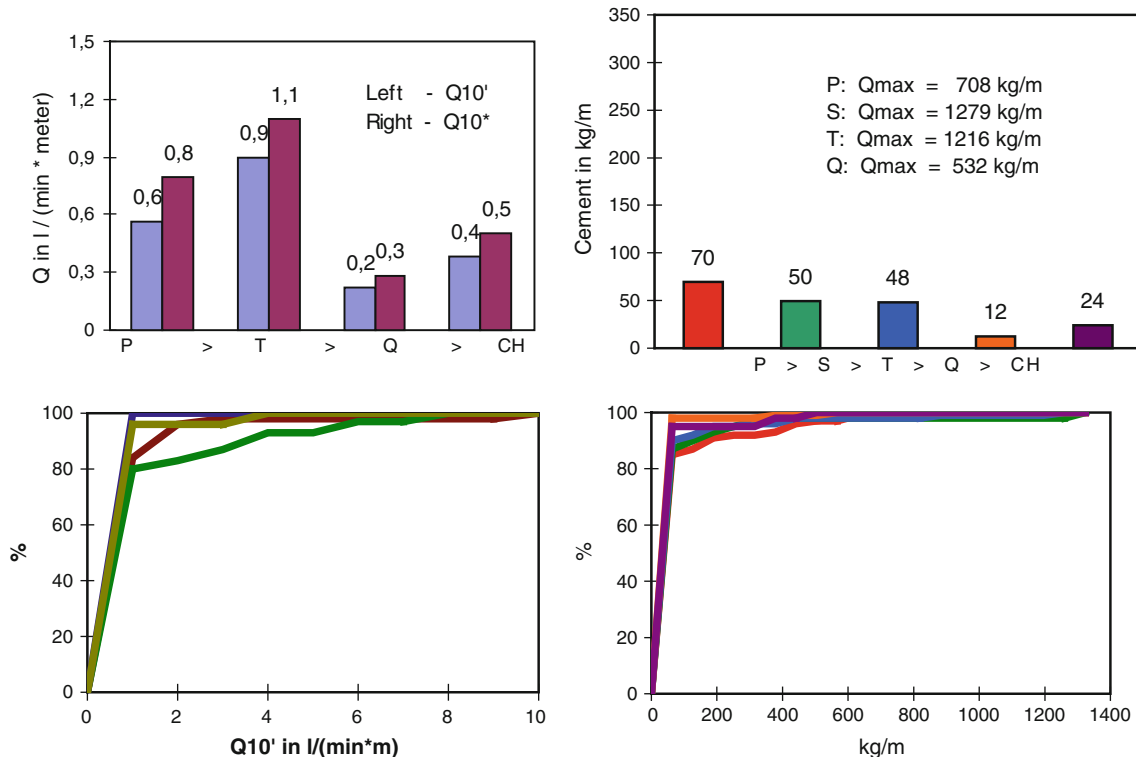 1,5
1,2
0,9
0,6
0,3
0
Q in l / (min * meter)
Left - Q10'
Right - Q10*
0,6
0,8
0,9
1,1
0,2
0,3
0,4
0,5
P > T > Q > CH
350
300
250
200
150
100
50
0
Cement in kg/m
P: Qmax = 708 kg/m
S: Qmax = 1279 kg/m
T: Qmax = 1216 kg/m
Q: Qmax = 532 kg/m
70
50
48
12
24
P > S > T > Q > CH
100
80
60
40
20
0
%
0 2 4 6 8 10
Q10' in l/(min*m)
100
80
60
40
20
0
%
0 200 400 600 800 1000 1200 1400
kg/m